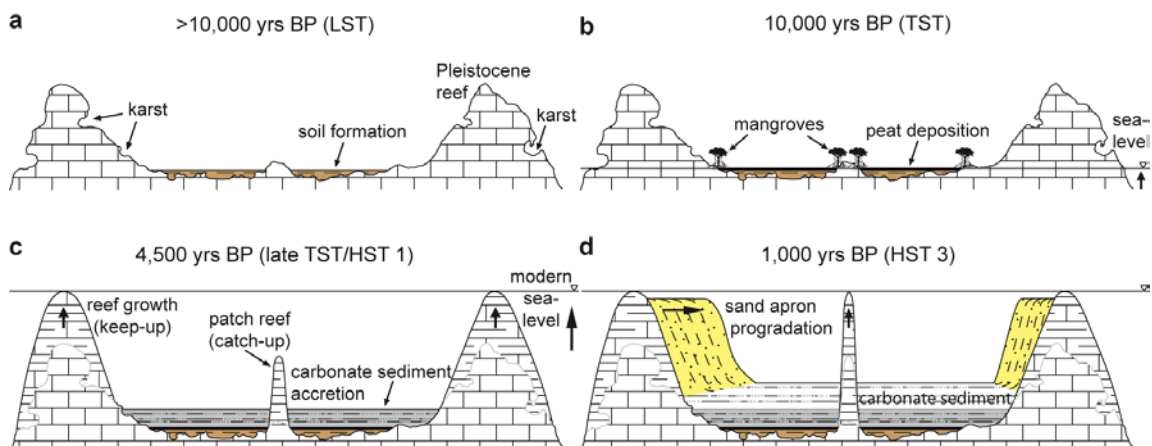 a
>10,000 yrs BP (LST)
karst
soil formation
Pleistocene
reef
karst
b
10,000 yrs BP (TST)
mangroves
peat deposition
sea-
level
c
4,500 yrs BP (late TST/HST 1)
reef growth
(keep-up)
patch reef
(catch-up)
carbonate sediment
accretion
modern
sea-
level
d
1,000 yrs BP (HST 3)
sand apron
progradation
carbonate sediment